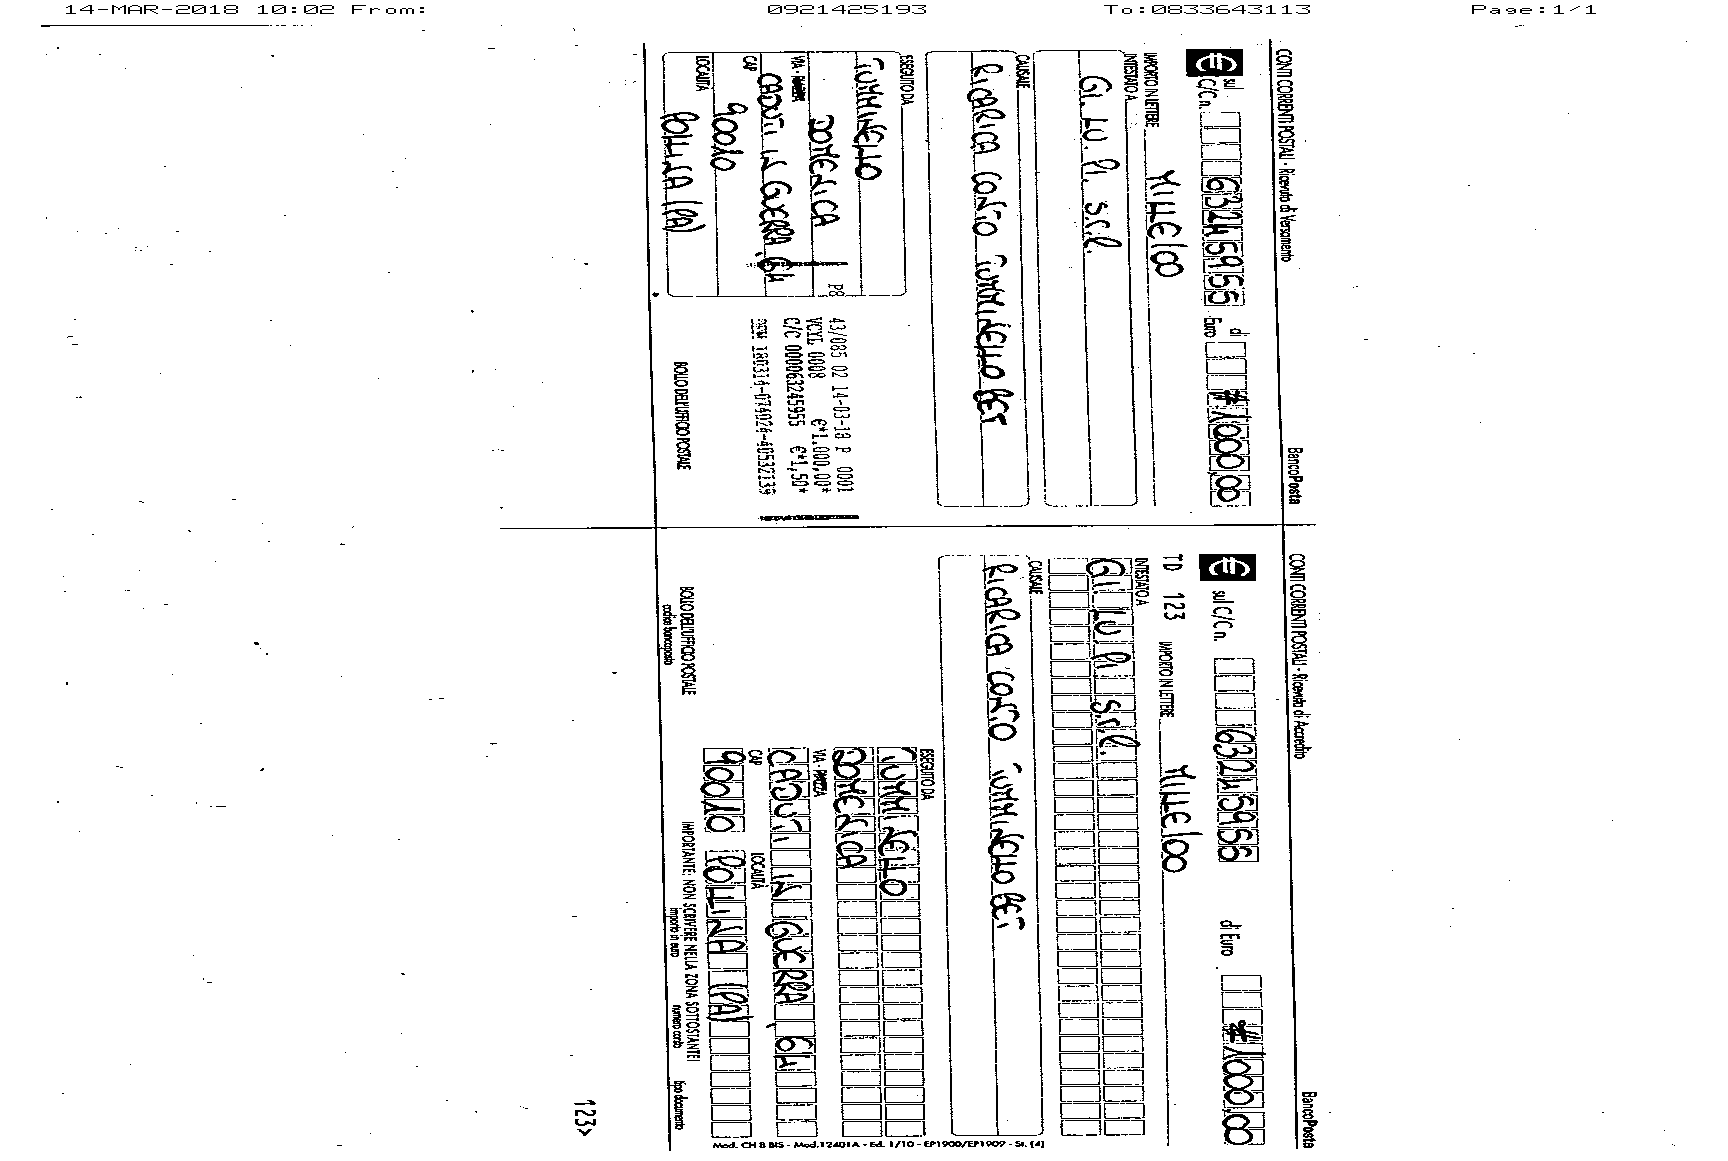 14-MAR-2018 10:02 From: 0921425193 To:0833643113 Page:1/1
CONTI CORRENTI POSTALI - Ricevuta di Versamento BancoPosta
€ sul C/C n. 63245955 di Euro #1000,00
IMPORTO IN LETTERE MILLE/00
INTESTATO A
GI. LU. PI. S.C.R.L.
CAUSALE
RICARICA CONTO TUMMINELLO BET
ESEGUITO DA
TUMMINELLO
DOMENICA
VIA - PIAZZA
CADUTI IN GUERRA, 64
CAP
90010
LOCALITÀ
POLLINA (PA)
P8
43/085 02 14-03-18 P 0001
VCYL 0008 €*1.000,00*
C/C 000063245955 €*1,50*
BOLLO DELL'UFFICIO POSTALE
CONTI CORRENTI POSTALI - Ricevuta di Accredito BancoPosta
€ sul C/C n. 63245955 di Euro #1000,00
TD 123 IMPORTO IN LETTERE MILLE/00
INTESTATO A
GI. LU. PI. S.C.R.L.
CAUSALE
RICARICA CONTO TUMMINELLO BET
ESEGUITO DA
TUMMINELLO
DOMENICA
VIA - PIAZZA
CADUTI IN GUERRA, 64
CAP LOCALITÀ
90010 POLLINA (PA)
BOLLO DELL'UFFICIO POSTALE
codice bancoposta
IMPORTANTE: NON SCRIVERE NELLA ZONA SOTTOSTANTE!
importo in euro numero conto tipo documento
123>
Mod. CH 8 BIS - Mod.12401A - Ed. 1/10 - EP1900/EP1909 - St. [4]